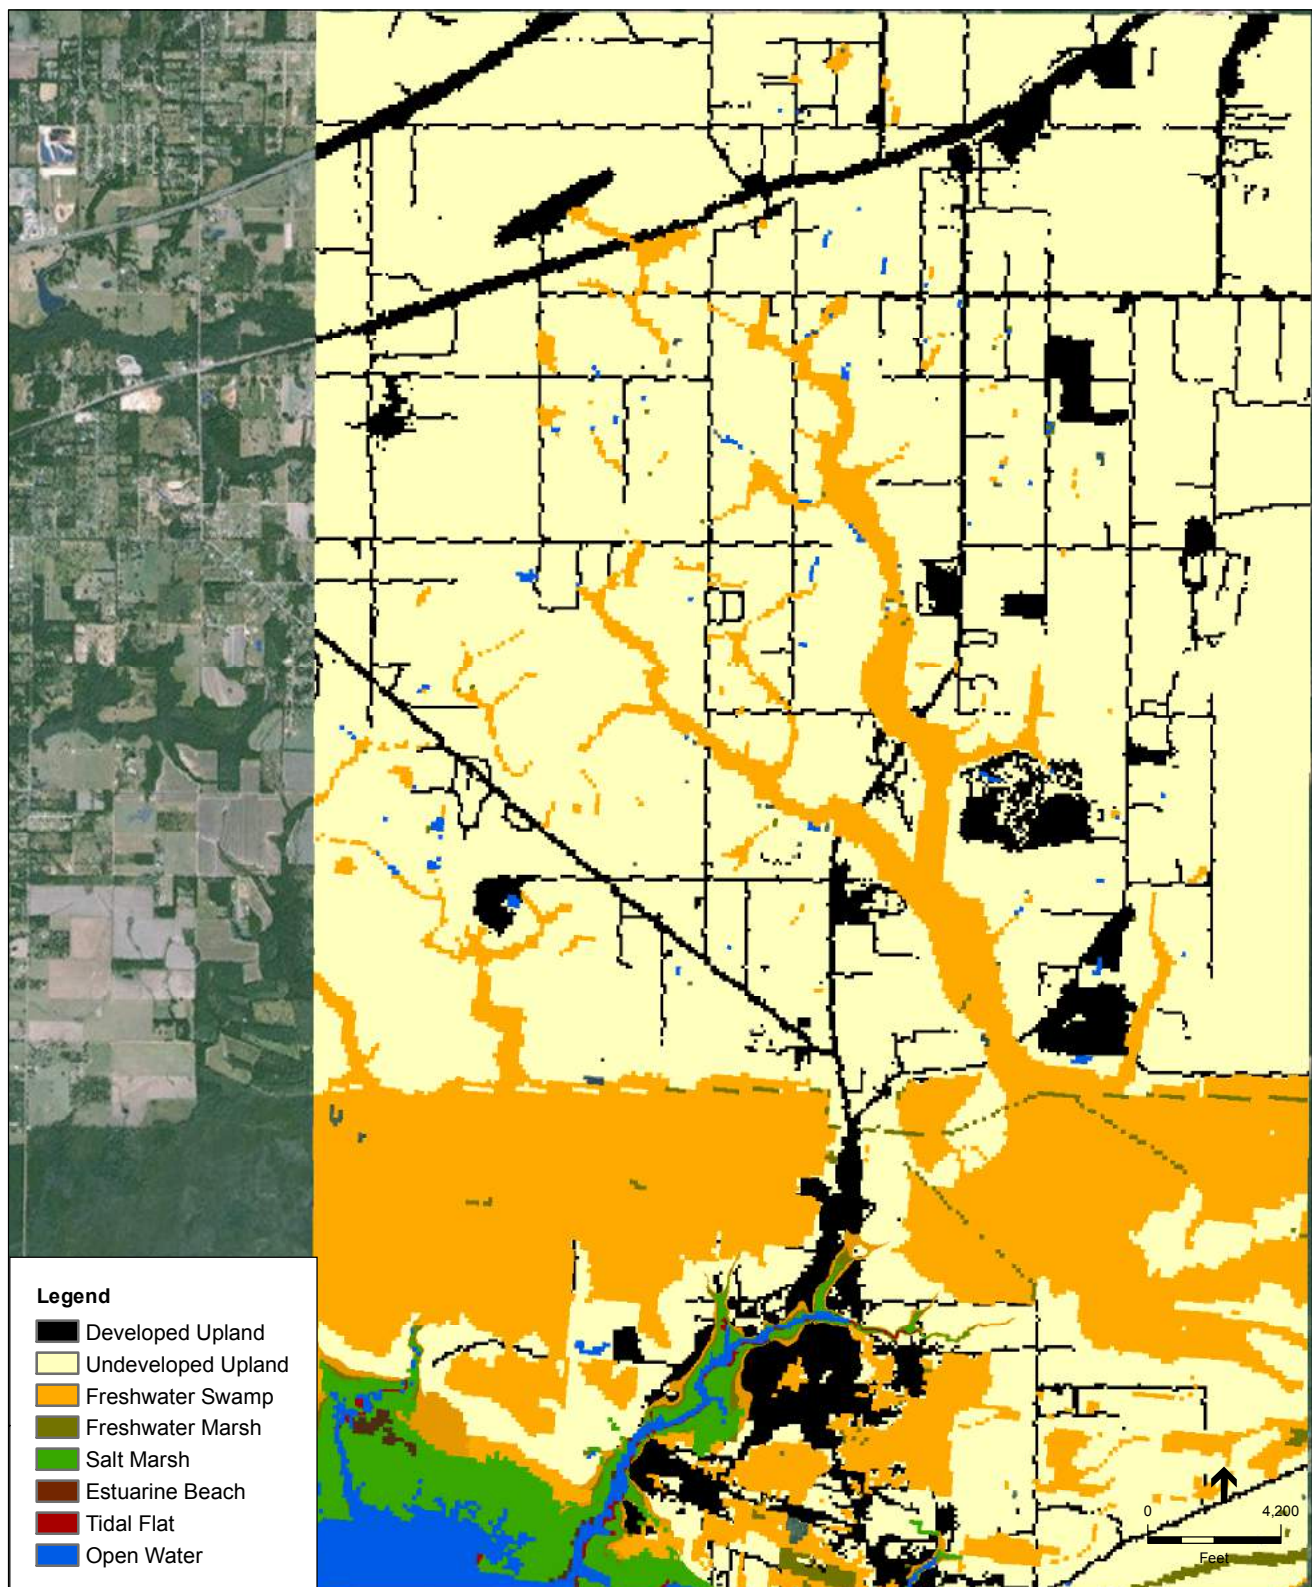 Legend
Developed Upland
Undeveloped Upland
Freshwater Swamp
Freshwater Marsh
Salt Marsh
Estuarine Beach
Tidal Flat
Open Water
0 4,200
Feet